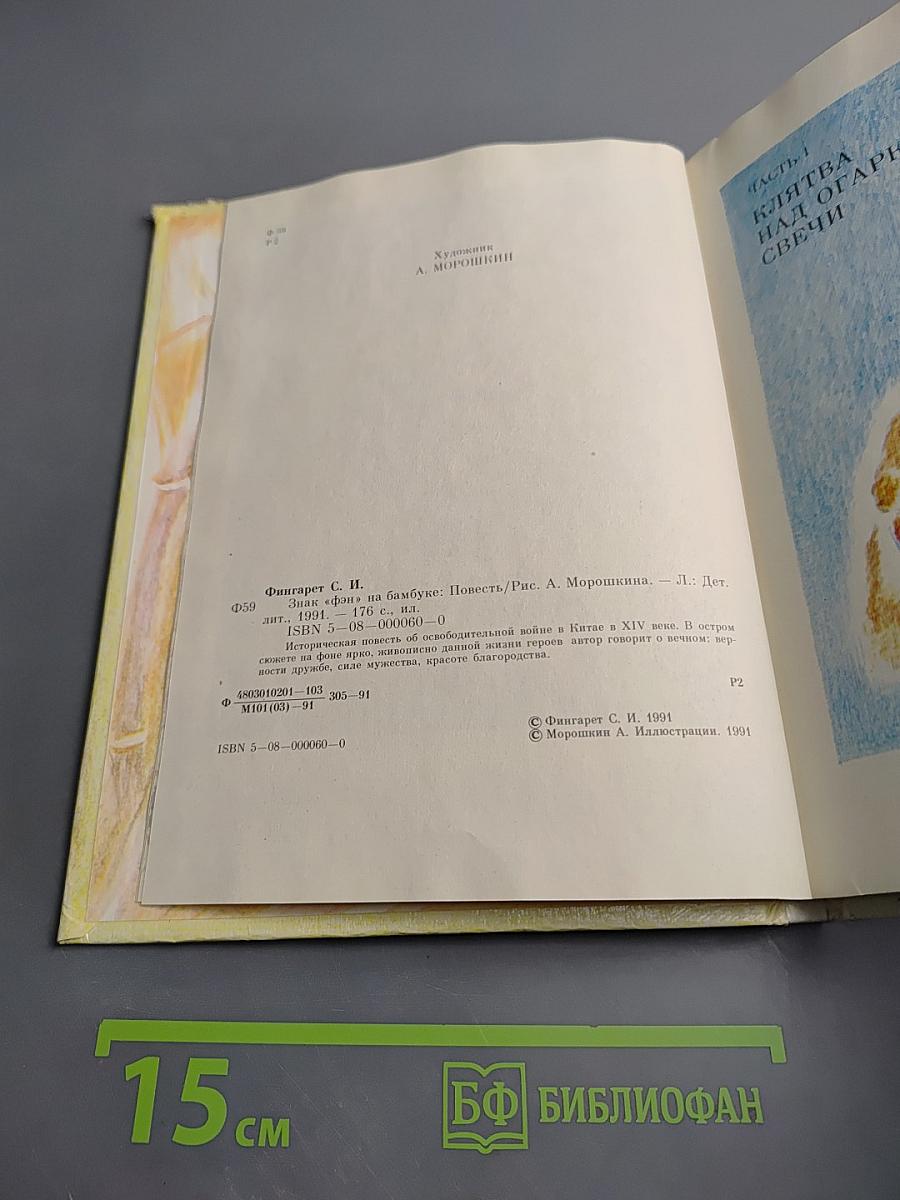 Р2
Художник
А. МОРОШКИН
Фингарет С. И.
Ф59 Знак «фэн» на бамбуке: Повесть/Рис. А. Морошкина. — Л.: Дет.
лит., 1991. — 176 с., ил.
ISBN 5—08—000060—0
Историческая повесть об освободительной войне в Китае в XIV веке. В остром
сюжете на фоне ярко, живописно данной жизни героев автор говорит о вечном: вер-
ности дружбе, силе мужества, красоте благородства.
Ф 4803010201—103 305—91
М101(03)—91
Р2
© Фингарет С. И. 1991
© Морошкин А. Иллюстрации. 1991
ISBN 5—08—000060—0
ЧАСТЬ 1
КЛЯТВА
НАД ОГАРК
СВЕЧИ
15 см
БФ БИБЛИОФАН